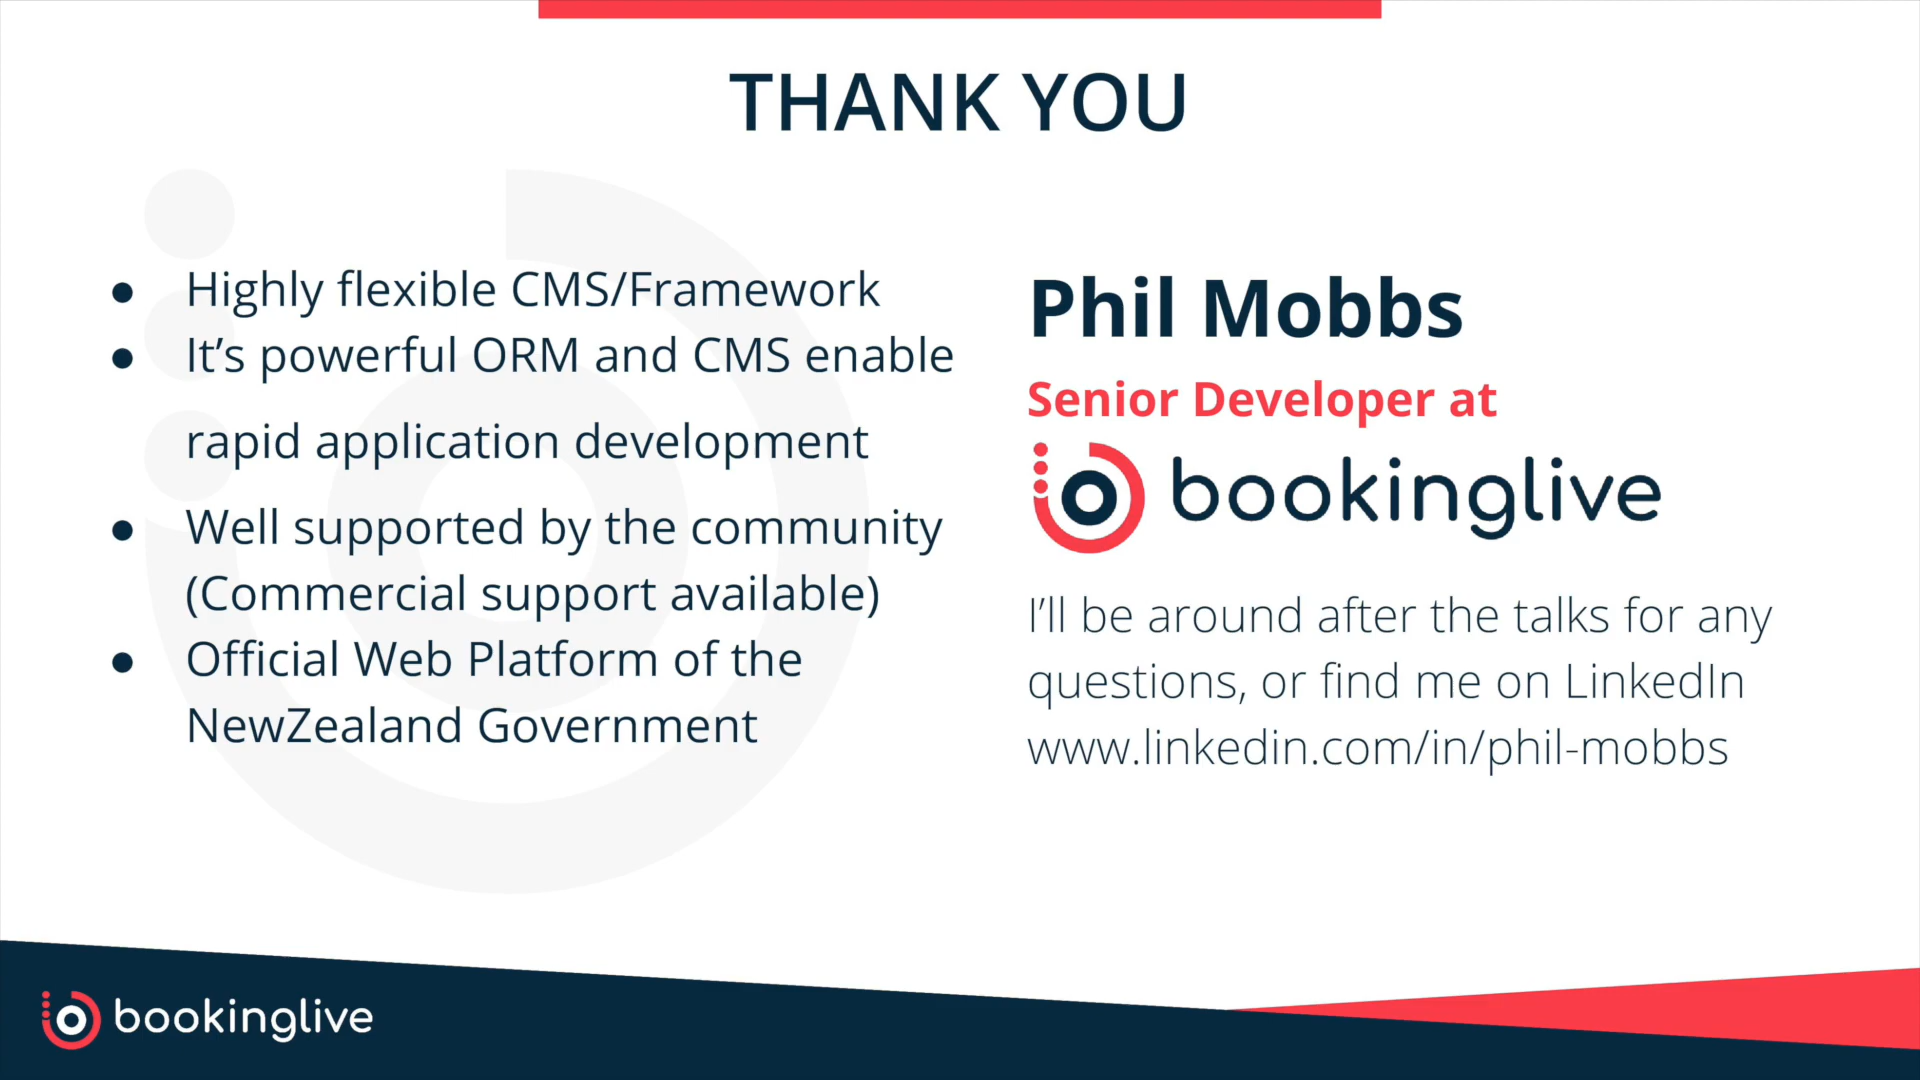 THANK YOU
● Highly flexible CMS/Framework
● It’s powerful ORM and CMS enable
rapid application development
● Well supported by the community
(Commercial support available)
● Official Web Platform of the
NewZealand Government
Phil Mobbs
Senior Developer at
bookinglive
I’ll be around after the talks for any
questions, or find me on LinkedIn
www.linkedin.com/in/phil-mobbs
bookinglive